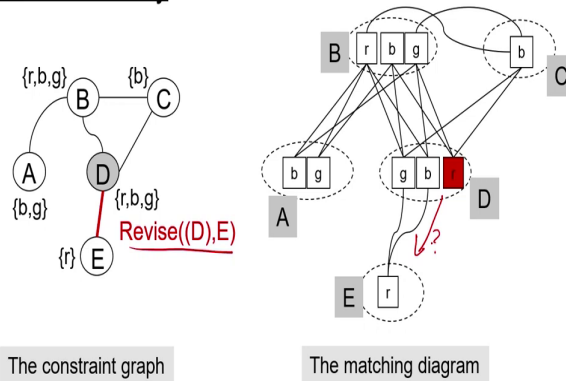 {r,b,g}
{b}
B
C
A
D
{b,g}
{r,b,g}
Revise((D),E)
{r}
E
The constraint graph
B
r
b
g
b
C
b
g
A
g
b
r
D
?
E
r
The matching diagram